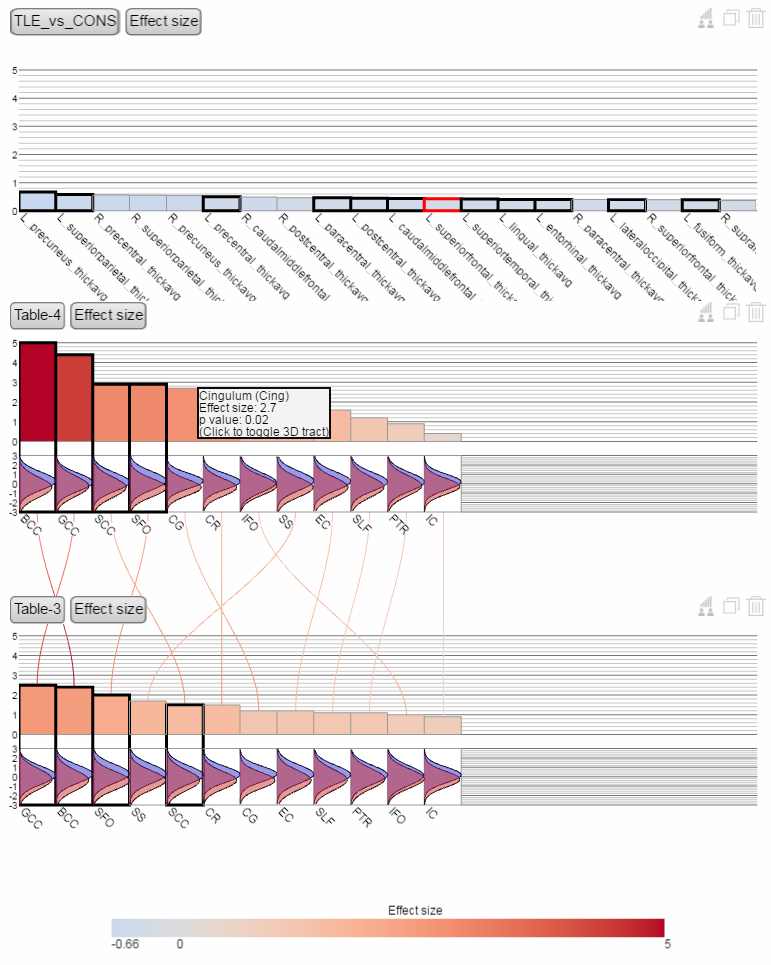 TLE_vs_CONS Effect size
5
4
3
2
1
0
L_precuneus_thickavg
L_superiorparietal_thic
R_precentral_thickavg
R_superiorparietal_thic
R_precuneus_thickavg
L_precentral_thickavg
R_caudalmiddlefrontal
R_postcentral_thickavg
L_paracentral_thickavg
L_postcentral_thickavg
L_caudalmiddlefrontal_
L_superiorfrontal_thick
L_superiortemporal_thi
L_lingual_thickavg
L_entorhinal_thickavg
R_paracentral_thickavg
L_lateraloccipital_thick
R_superiorfrontal_thick
L_fusiform_thickavg
R_supra
Table-4 Effect size
5
4
3
2
1
0
Cingulum (Cing)
Effect size: 2.7
p value: 0.02
(Click to toggle 3D tract)
3
2
1
0
-1
-2
-3
BCC GCC SCC SFO CG CR IFO SS EC SLF PTR IC
Table-3 Effect size
5
4
3
2
1
0
3
2
1
0
-1
-2
-3
GCC BCC SFO SS SCC CR CG EC SLF PTR IFO IC
Effect size
-0.66 0 5